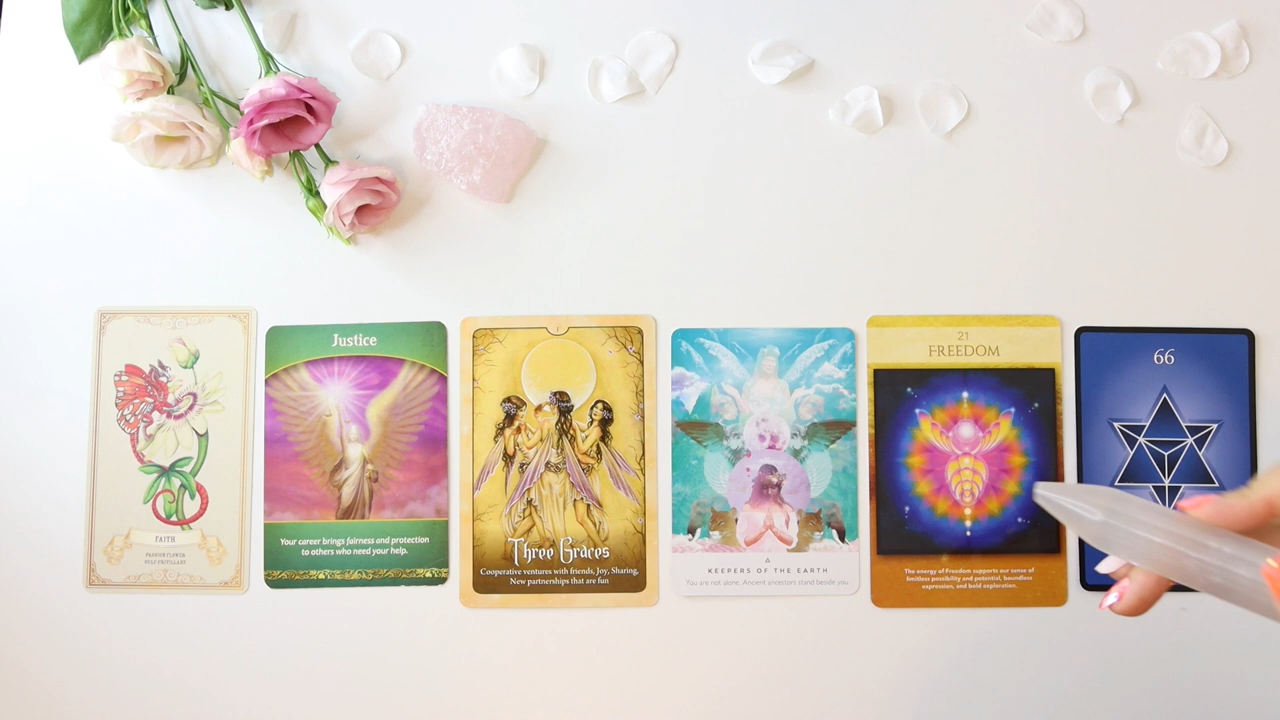 FAITH
PASSION FLOWER
GULF FRITILLARY
Justice
Your career brings fairness and protection
to others who need your help.
1
Three Graces
Cooperative ventures with friends, Joy, Sharing,
New partnerships that are fun
KEEPERS OF THE EARTH
You are not alone. Ancient ancestors stand beside you
21
FREEDOM
The energy of Freedom supports our sense of
limitless possibility and potential, boundless
expression, and bold exploration.
66